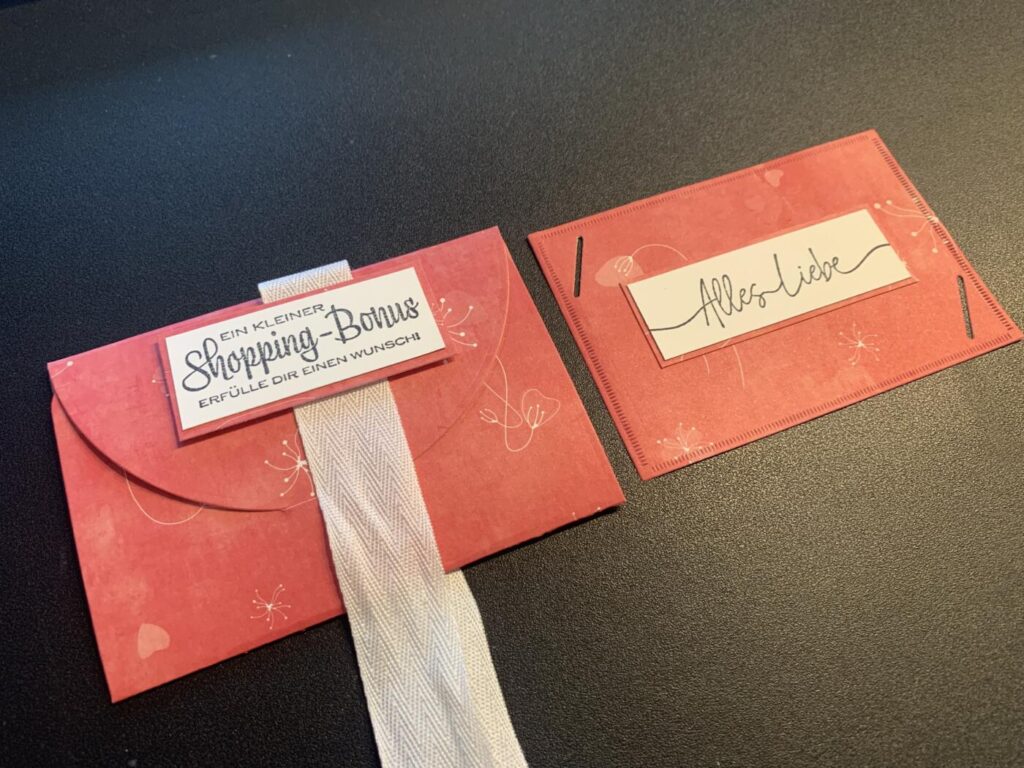 EIN KLEINER
Shopping-Bonus
ERFÜLLE DIR EINEN WUNSCH!
Alles Liebe